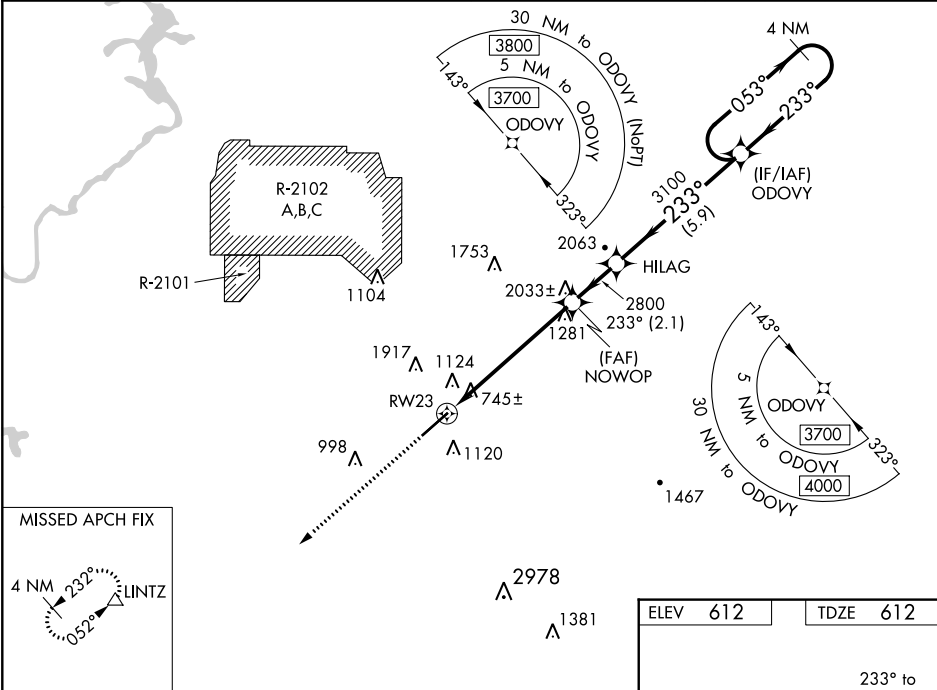 30 NM to ODOVY (NoPT)
3800
5 NM to ODOVY
3700
ODOVY
143°
323°
4 NM
053°
233°
(IF/IAF)
ODOVY
3100
233°
(5.9)
R-2102
A,B,C
R-2101
1104
1753
2063
HILAG
2033±
2800
233° (2.1)
1281
(FAF)
NOWOP
1917
1124
745±
RW23
998
1120
143°
5 NM to ODOVY
ODOVY
3700
323°
30 NM to ODOVY
4000
1467
MISSED APCH FIX
4 NM
232°
LINTZ
052°
2978
1381
ELEV 612
TDZE 612
233° to